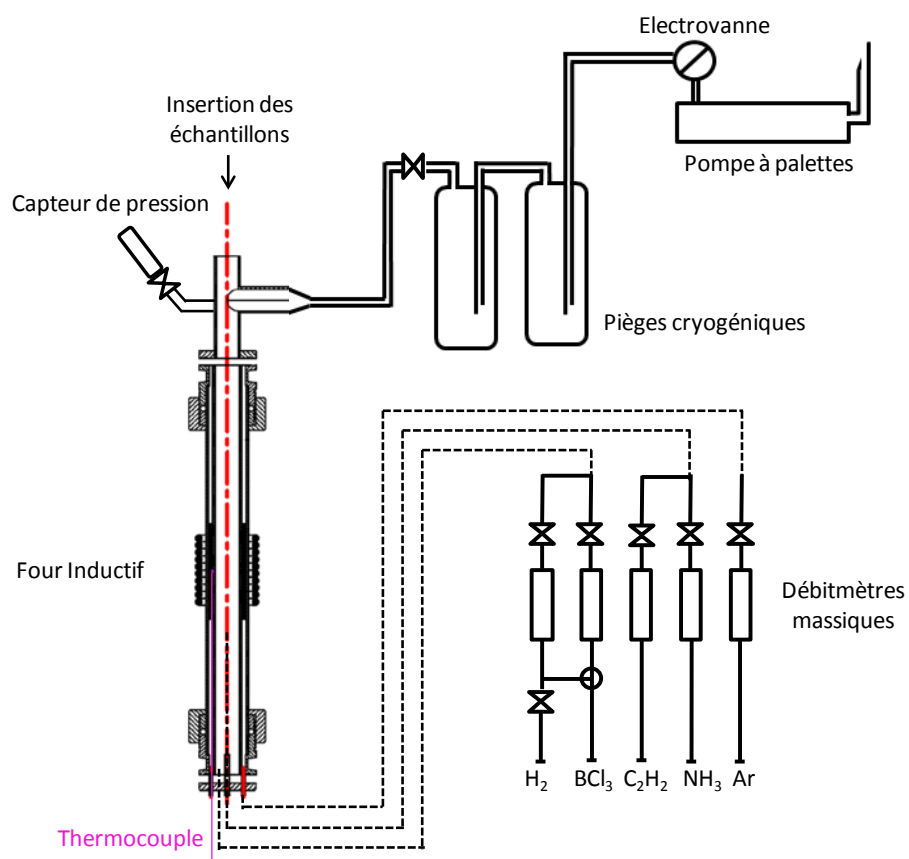 Electrovanne
Insertion des
échantillons
Pompe à palettes
Capteur de pression
Pièges cryogéniques
Four Inductif
Débitmètres
massiques
H₂ BCl₃ C₂H₂ NH₃ Ar
Thermocouple